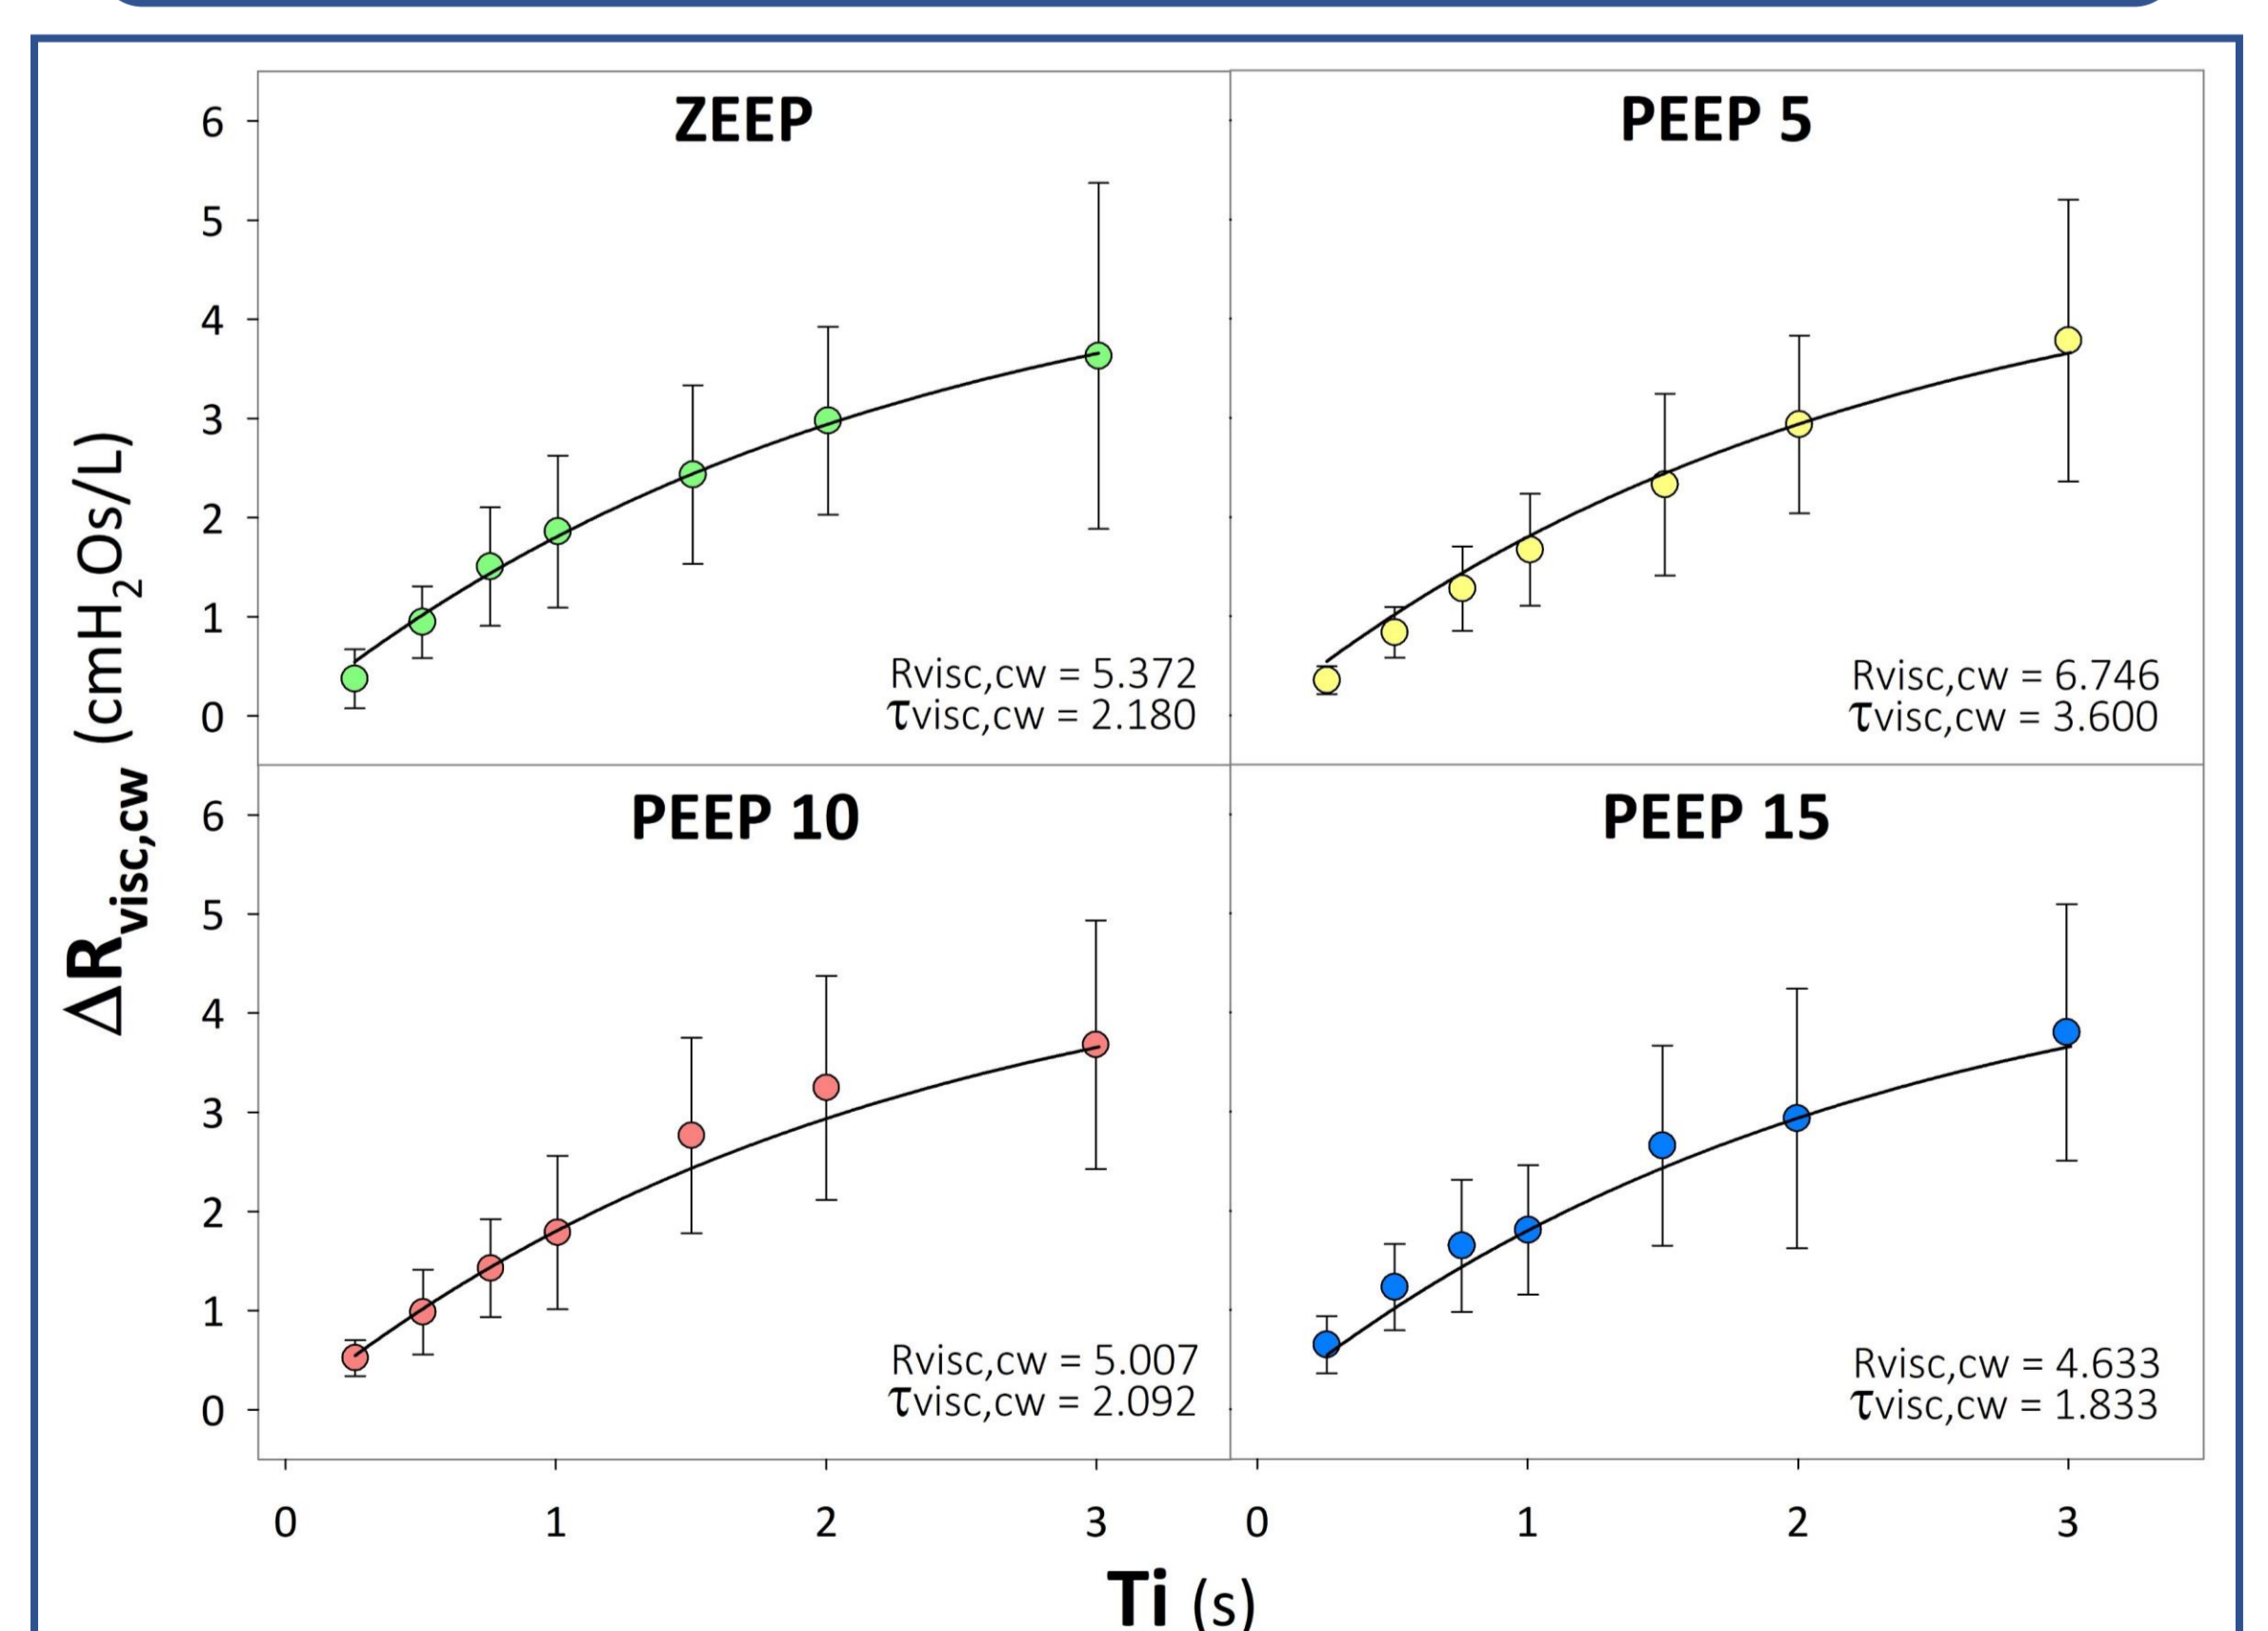 ZEEP
PEEP 5
6
5
4
3
2
1
0
Rvisc,cw = 5.372
τvisc,cw = 2.180
Rvisc,cw = 6.746
τvisc,cw = 3.600
ΔRvisc,cw (cmH2Os/L)
PEEP 10
PEEP 15
6
5
4
3
2
1
0
Rvisc,cw = 5.007
τvisc,cw = 2.092
Rvisc,cw = 4.633
τvisc,cw = 1.833
0 1 2 3 0 1 2 3
Ti (s)